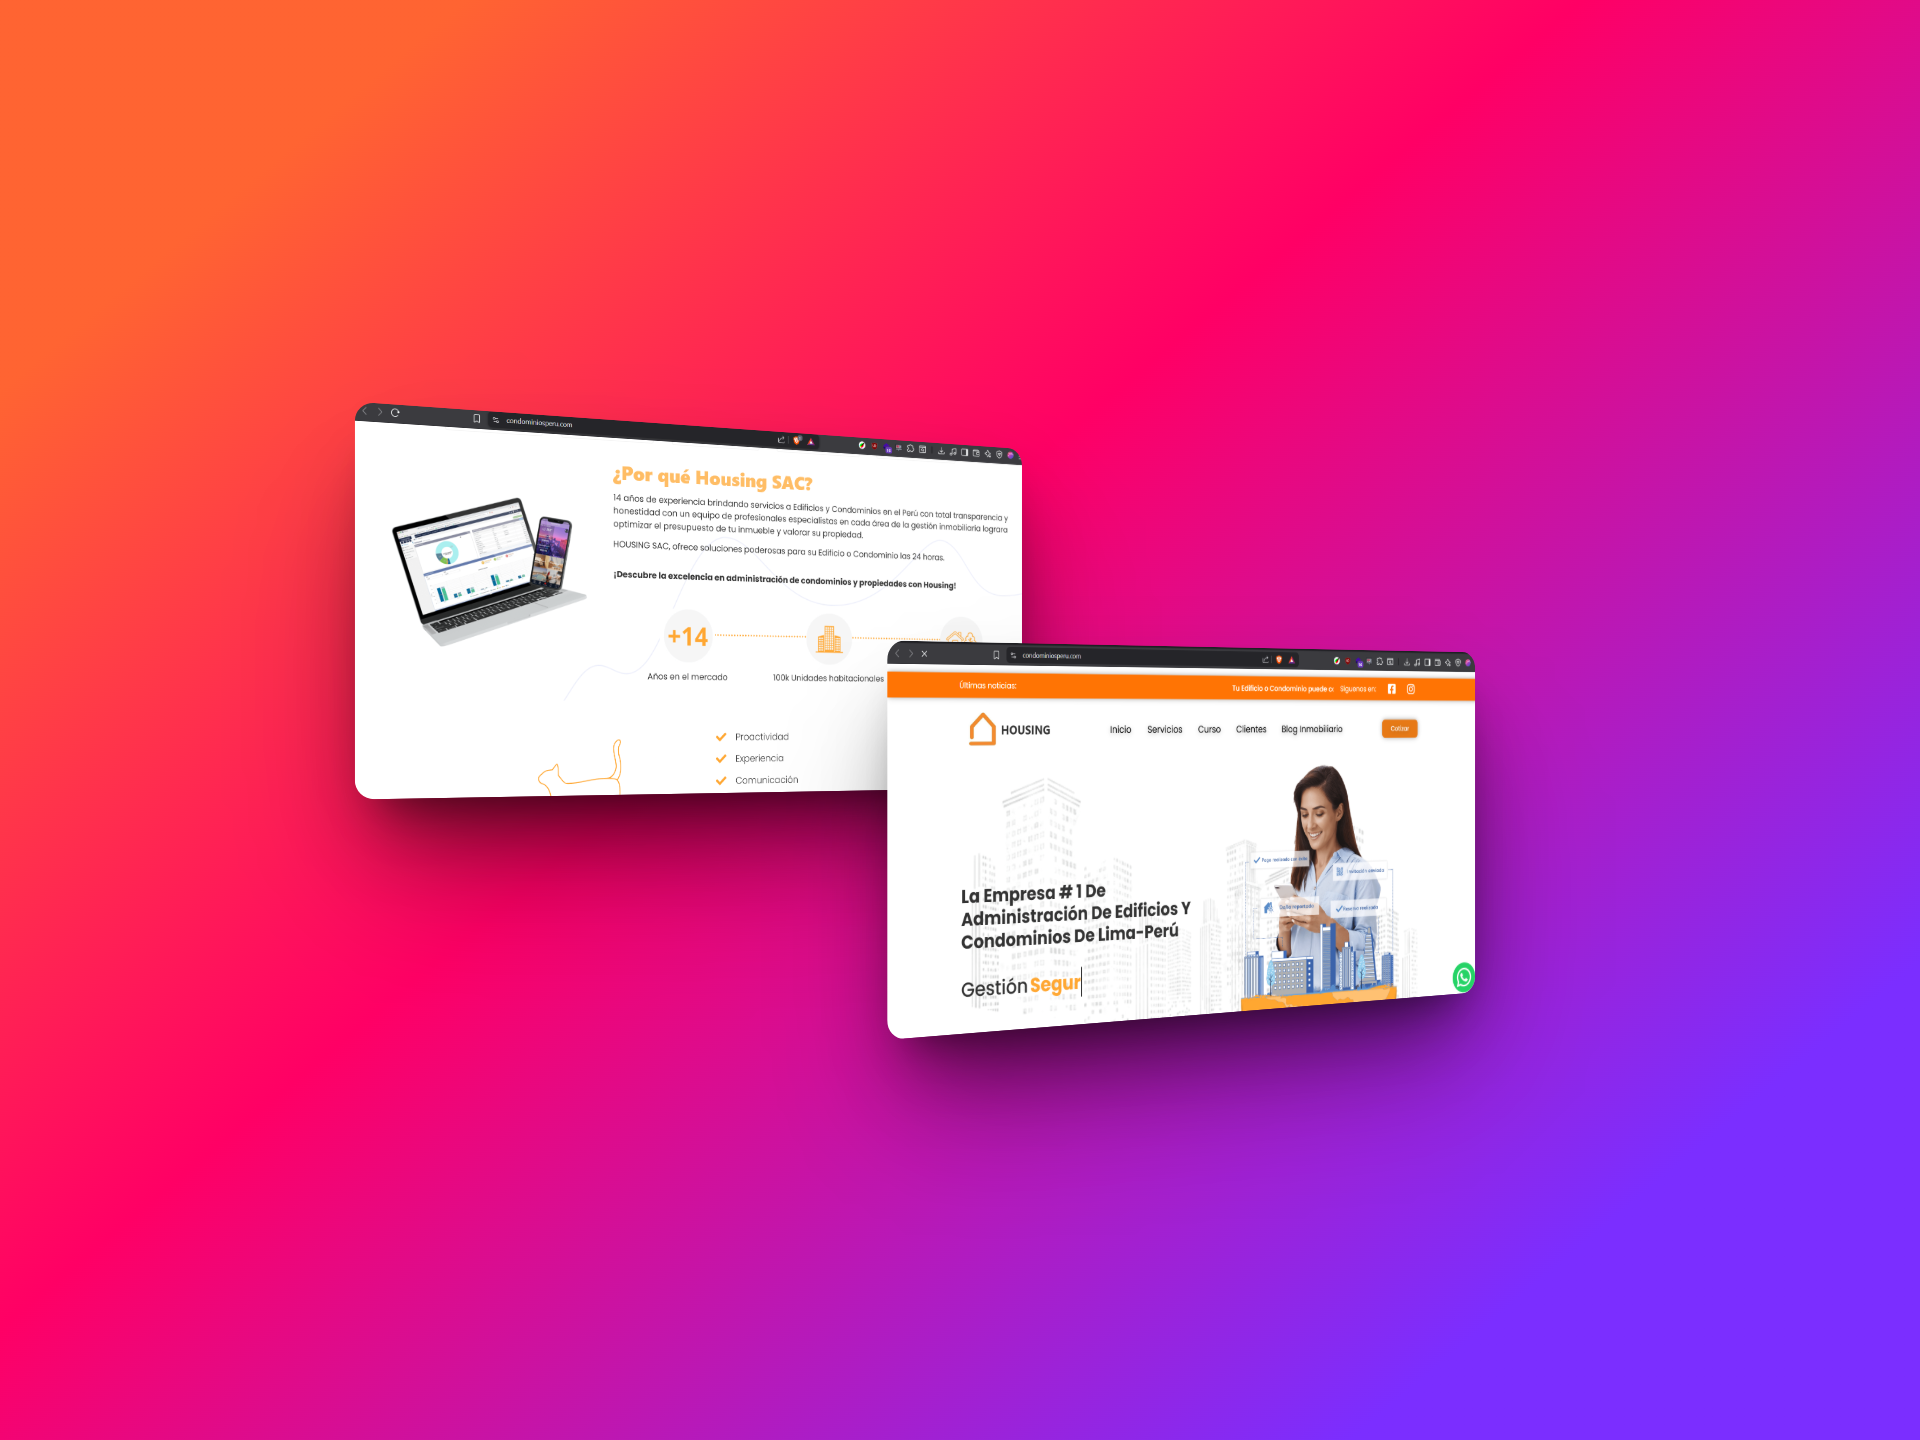 condominiosperu.com
¿Por qué Housing SAC?
14 años de experiencia brindando servicios a Edificios y Condominios en el Perú con total transparencia y
honestidad con un equipo de profesionales especialistas en cada área de la gestión inmobiliaria lograra
optimizar el presupuesto de tu inmueble y valorar su propiedad.
HOUSING SAC, ofrece soluciones poderosas para su Edificio o Condominio las 24 horas.
¡Descubre la excelencia en administración de condominios y propiedades con Housing!
+14
Años en el mercado
100k Unidades habitacionales
Proactividad
Experiencia
Comunicación
condominiosperu.com
Últimas noticias:
Tu Edificio o Condominio puede
Siguenos en:
HOUSING
Inicio
Servicios
Curso
Clientes
Blog Inmobiliario
Cotizar
La Empresa # 1 De
Administración De Edificios Y
Condominios De Lima-Perú
Gestión Segur